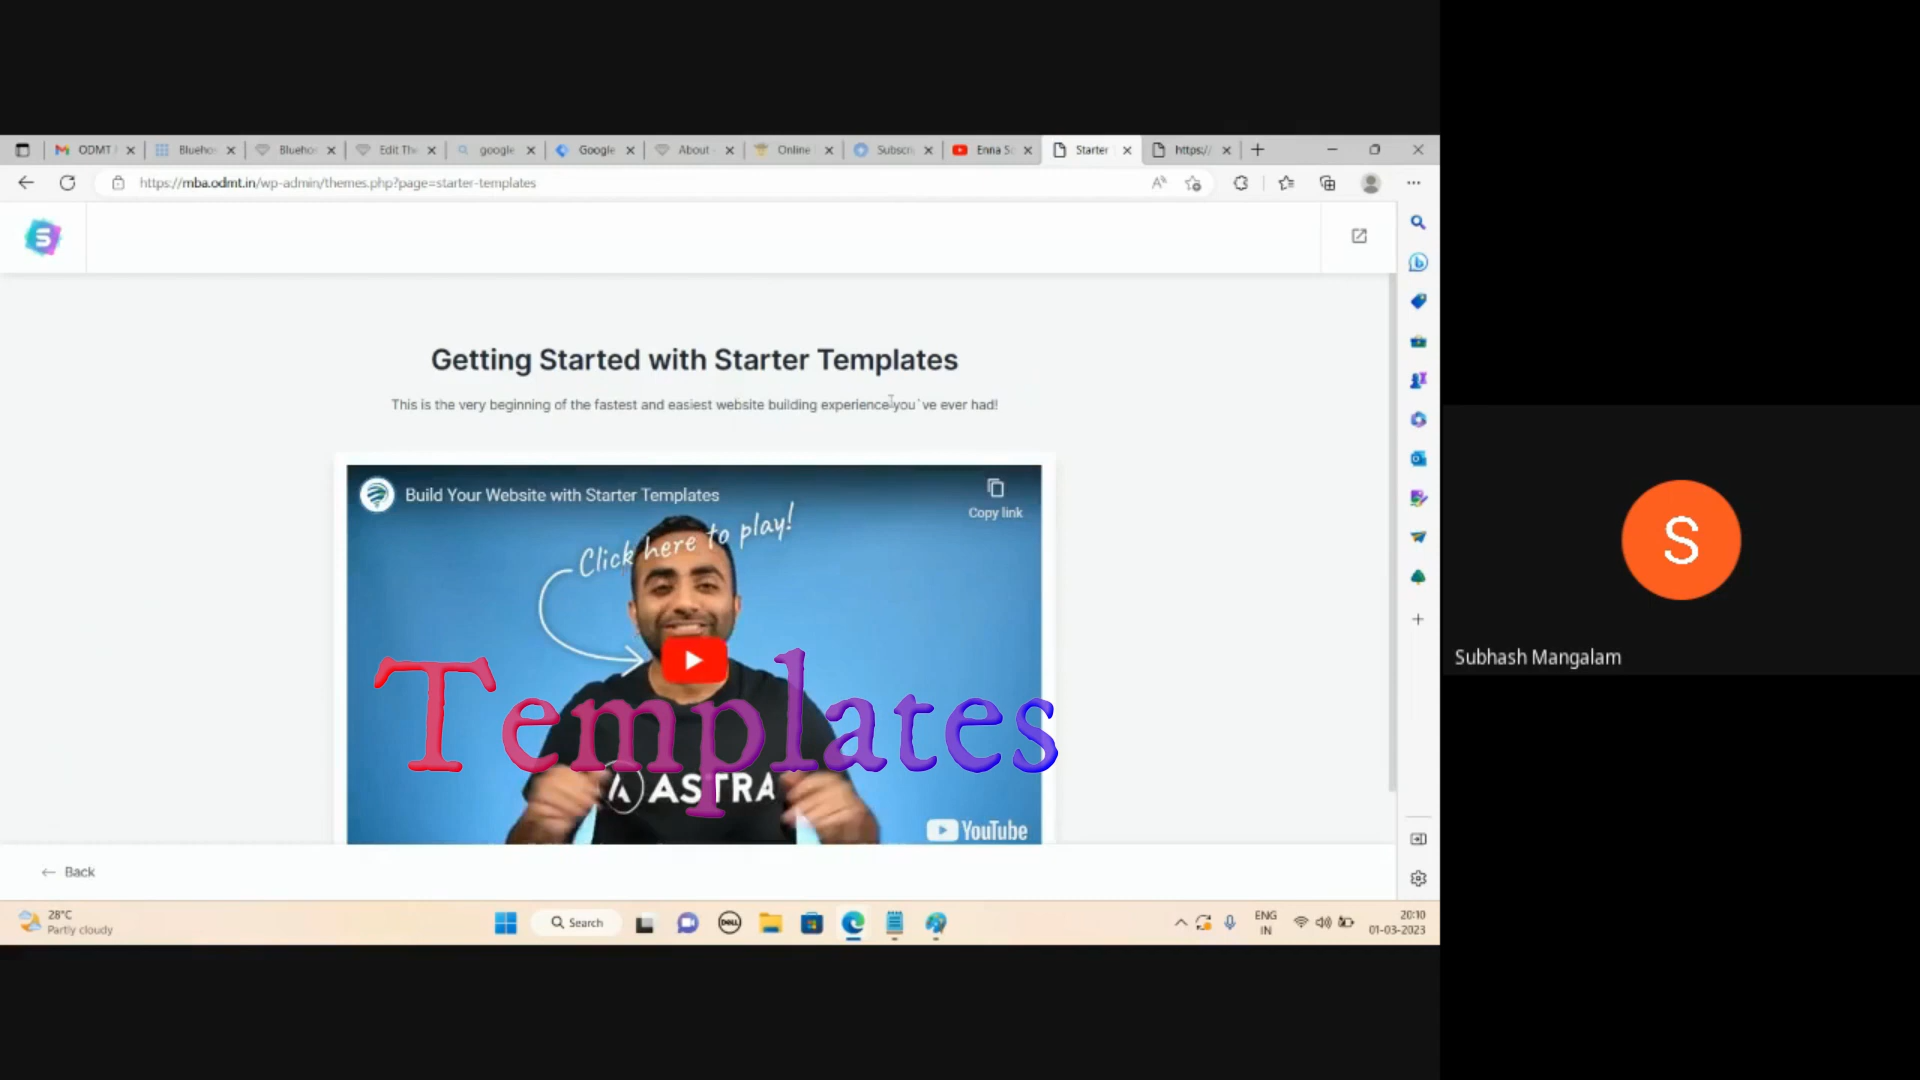 ODMT
Blueho
Blueho
Edit Th
google
Google
About
Online
Subscri
Enna S
Starter
https://
https://mba.odmt.in/wp-admin/themes.php?page=starter-templates
S
Getting Started with Starter Templates
This is the very beginning of the fastest and easiest website building experience you`ve ever had!
Build Your Website with Starter Templates
Copy link
Click here to play!
Templates
ASTRA
YouTube
← Back
28°C
Partly cloudy
Search
DELL
ENG
IN
20:10
01-03-2023
S
Subhash Mangalam